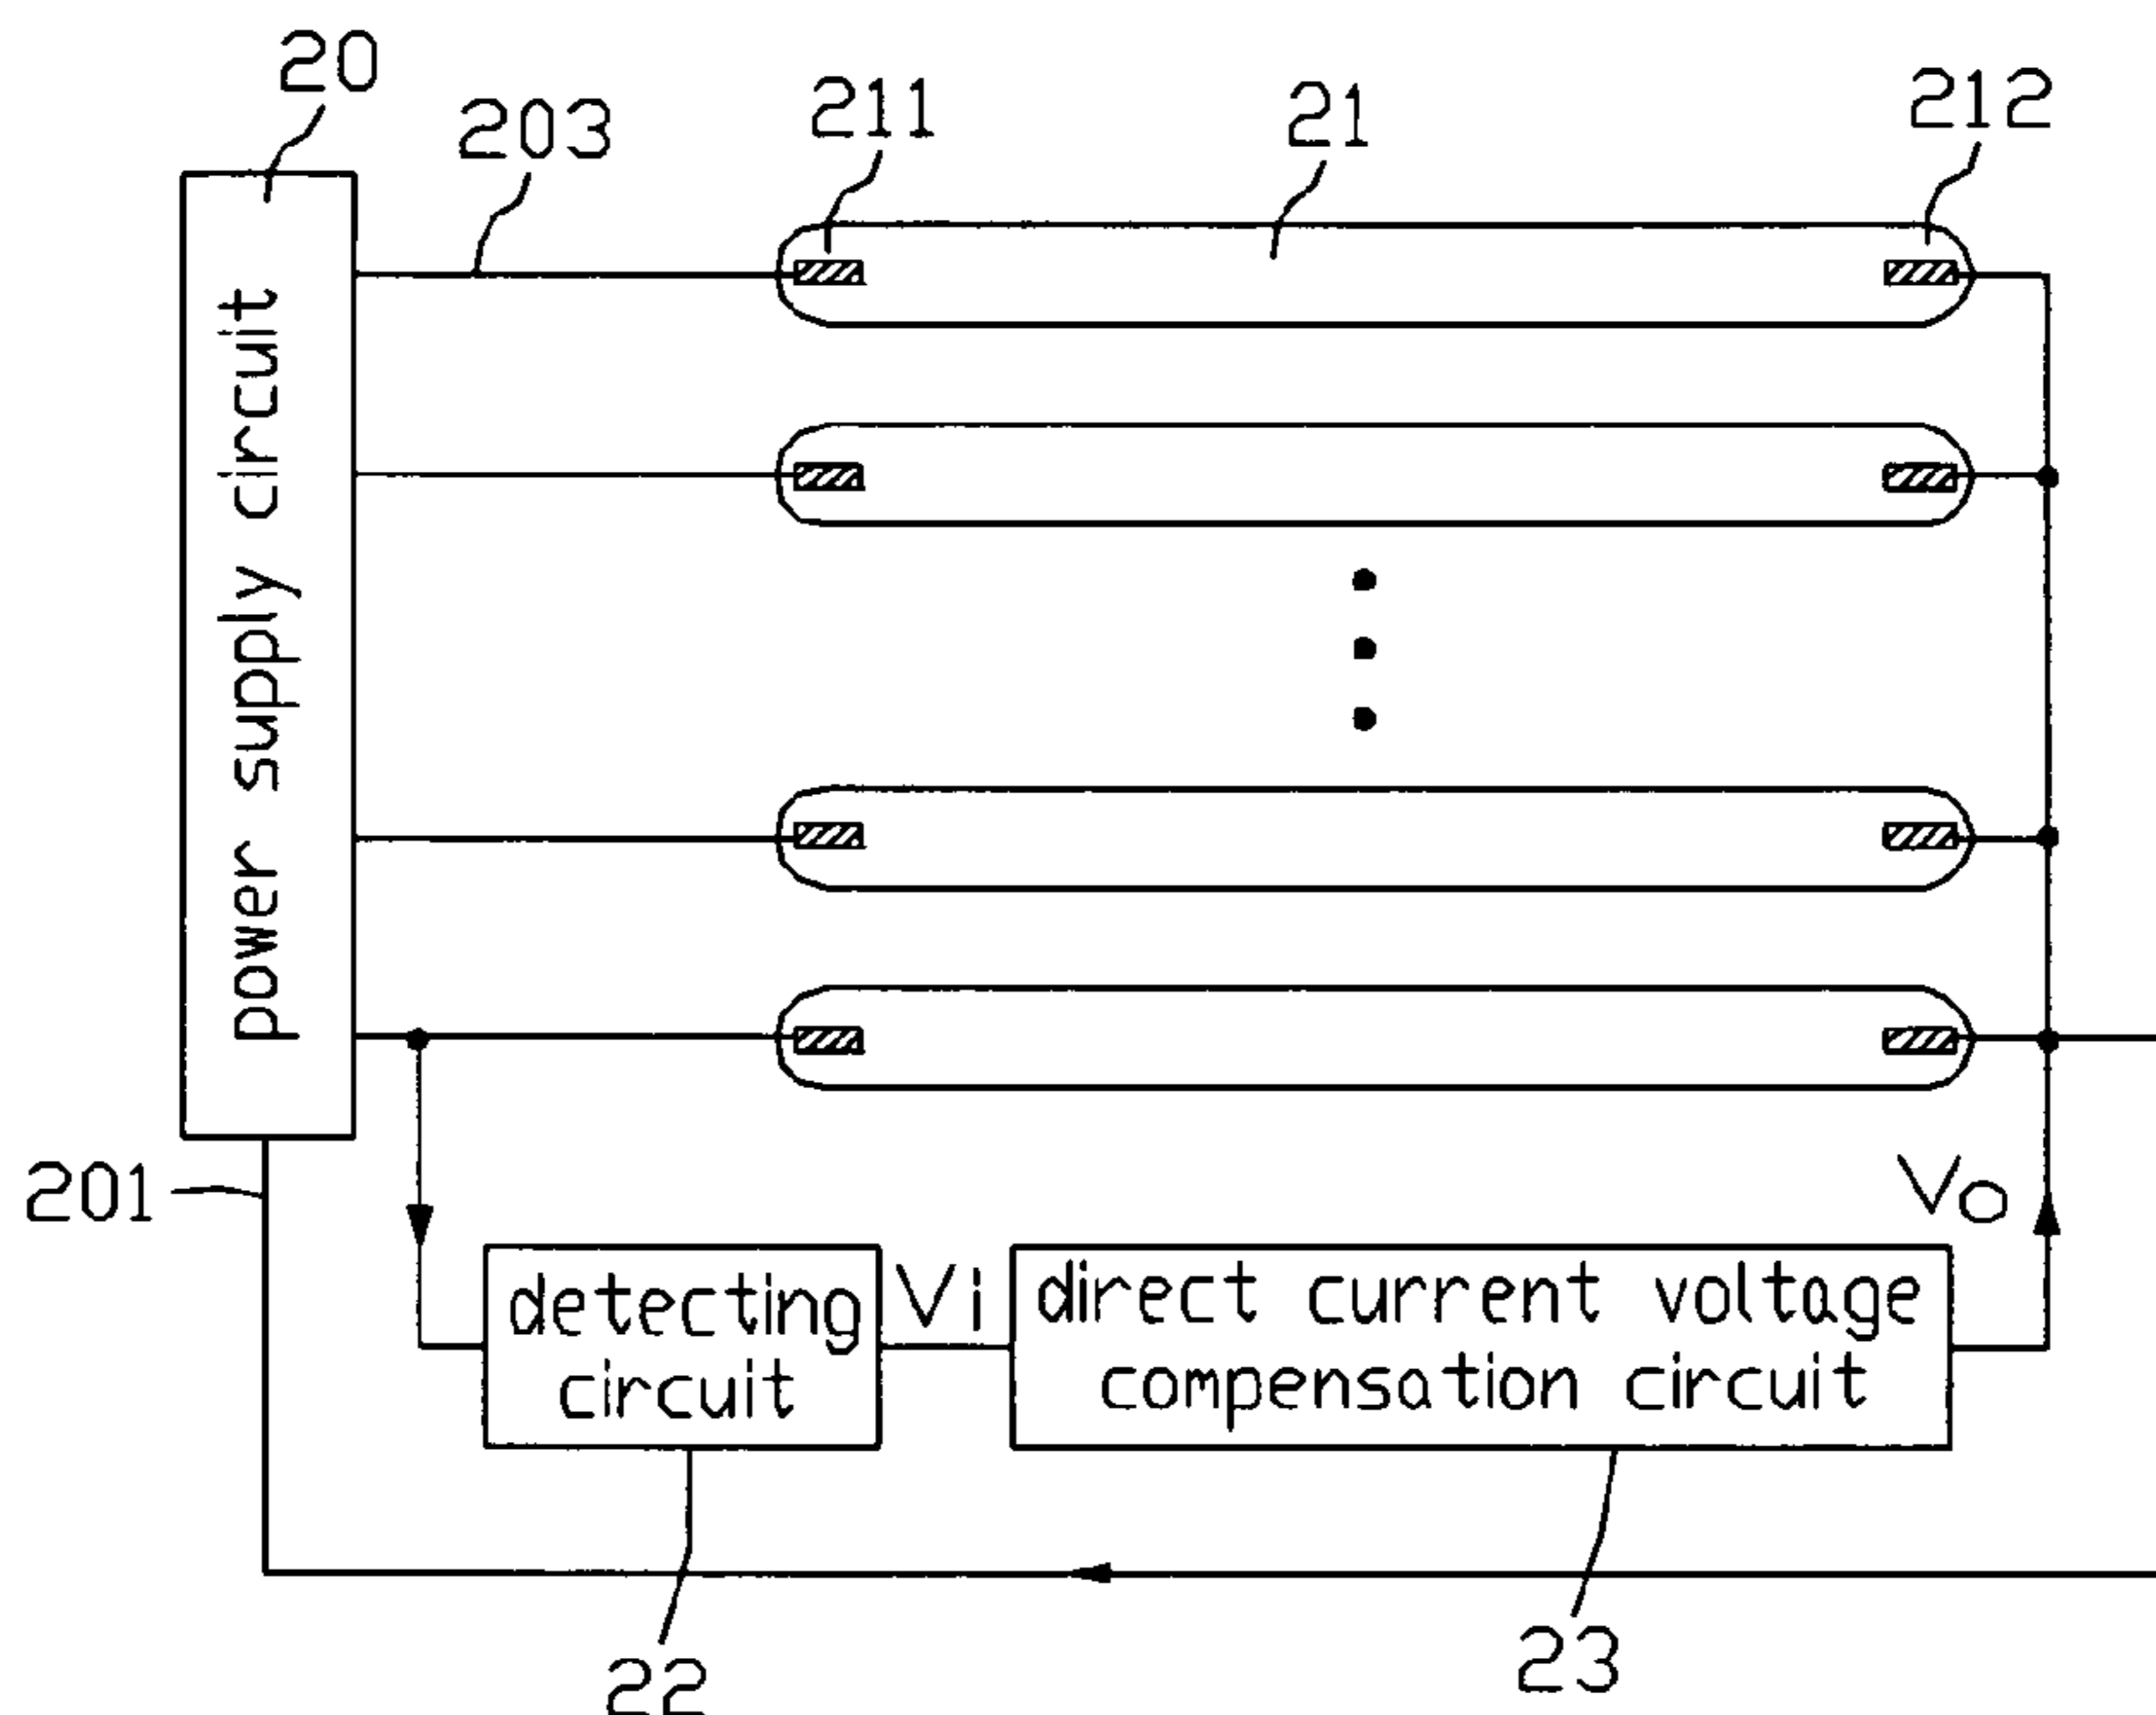 20
203
211
21
212
power supply circuit
201
Vo
detecting
circuit
Vi
direct current voltage
compensation circuit
22
23